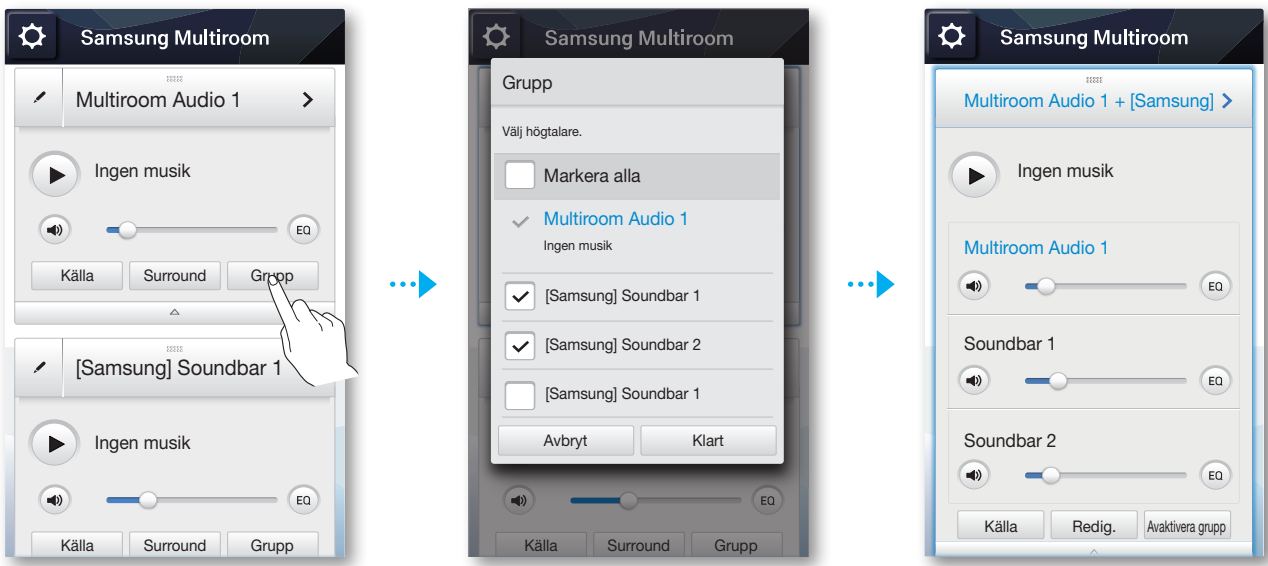 Samsung Multiroom
Multiroom Audio 1
Ingen musik
EQ
Källa Surround Grupp
[Samsung] Soundbar 1
Ingen musik
EQ
Källa Surround Grupp
Samsung Multiroom
Grupp
Välj högtalare.
Markera alla
Multiroom Audio 1
Ingen musik
[Samsung] Soundbar 1
[Samsung] Soundbar 2
[Samsung] Soundbar 1
Avbryt Klart
EQ
Källa Surround Grupp
Samsung Multiroom
Multiroom Audio 1 + [Samsung]
Ingen musik
Multiroom Audio 1
EQ
Soundbar 1
EQ
Soundbar 2
EQ
Källa Redig. Avaktivera grupp